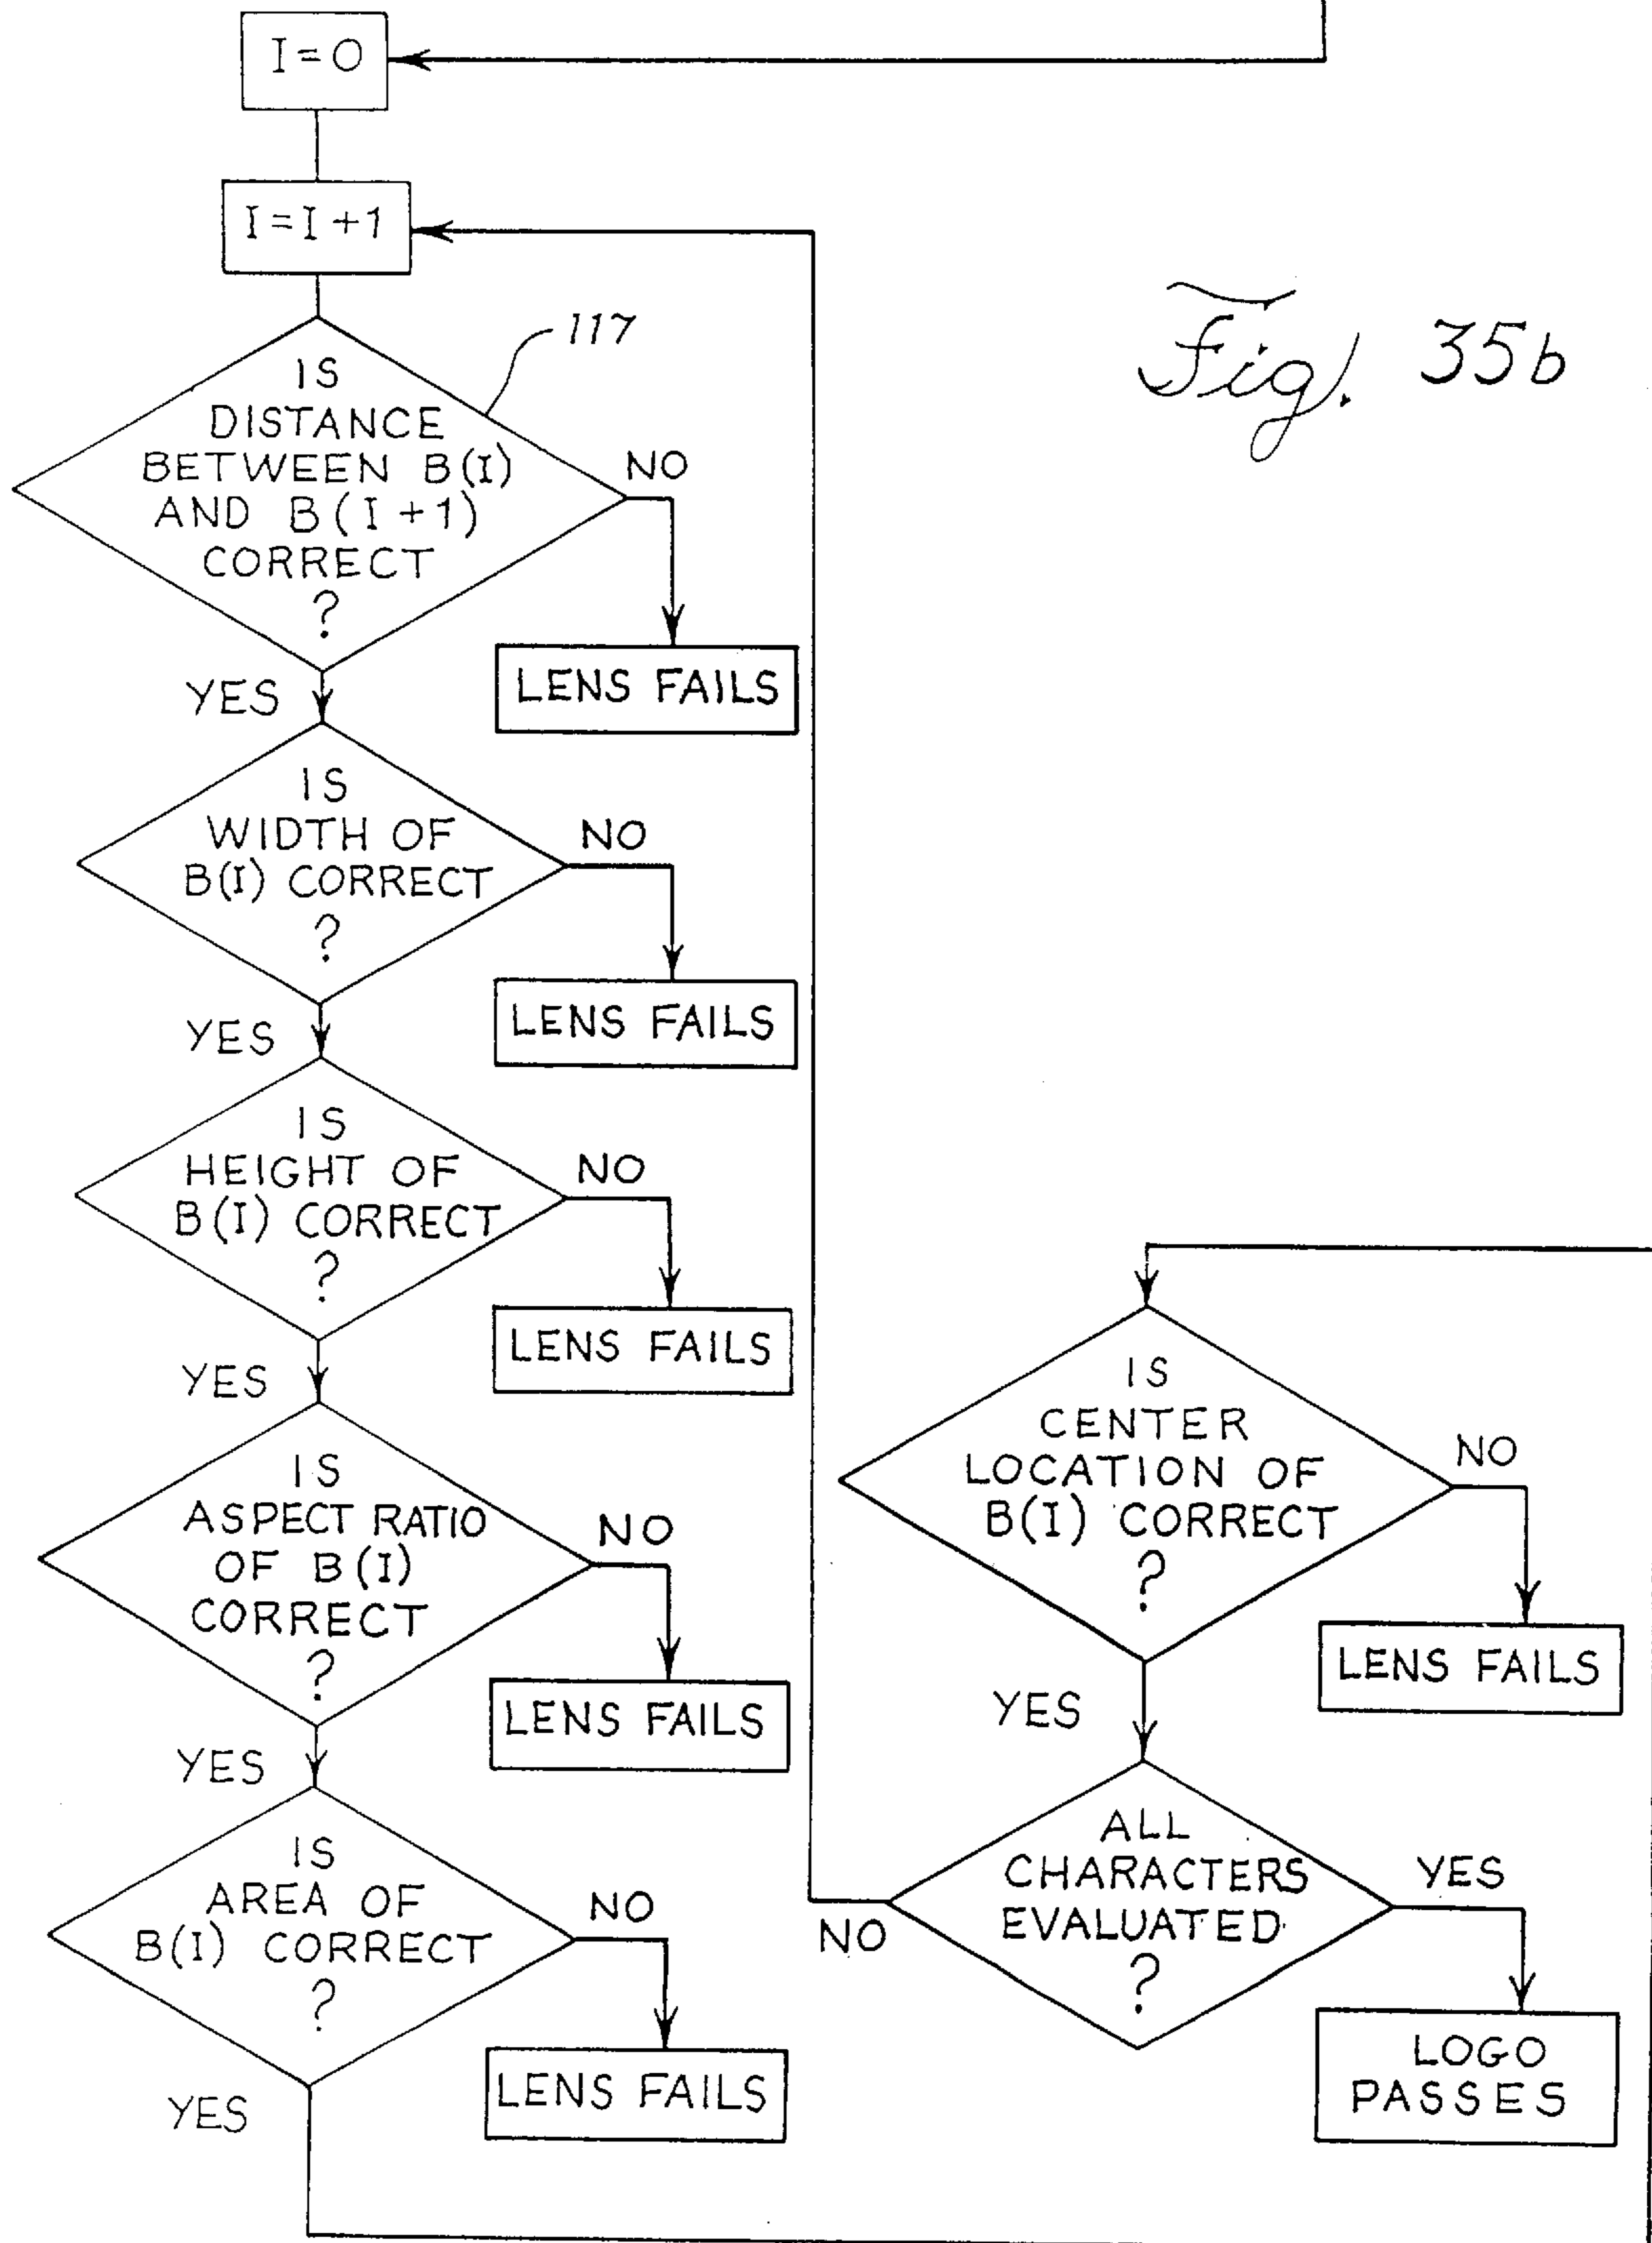 I=0
I=I+1
117
Fig. 35b
IS
DISTANCE
BETWEEN B(I)
AND B(I+1)
CORRECT
?
NO
LENS FAILS
YES
IS
WIDTH OF
B(I) CORRECT
?
NO
LENS FAILS
YES
IS
HEIGHT OF
B(I) CORRECT
?
NO
LENS FAILS
YES
IS
ASPECT RATIO
OF B(I)
CORRECT
?
NO
LENS FAILS
YES
IS
AREA OF
B(I) CORRECT
?
NO
LENS FAILS
YES
IS
CENTER
LOCATION OF
B(I) CORRECT
?
NO
LENS FAILS
YES
ALL
CHARACTERS
EVALUATED
?
NO
YES
LOGO
PASSES